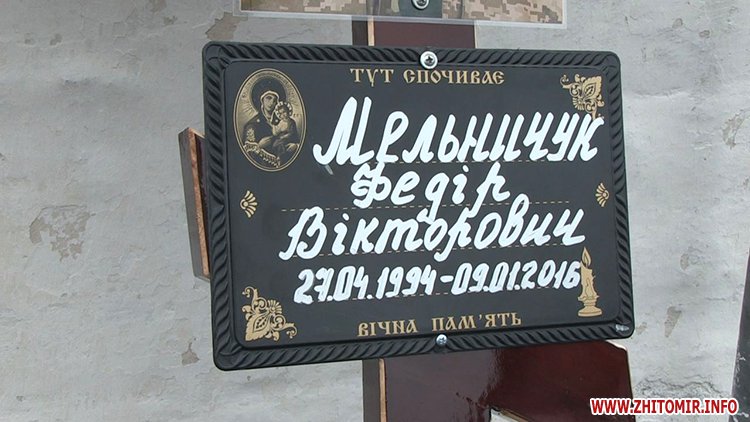 ТУТ СПОЧИВАЄ
Мельничук
Федір
Вікторович
27.04.1994-09.01.2016
ВІЧНА ПАМ'ЯТЬ
WWW.ZHITOMIR.INFO